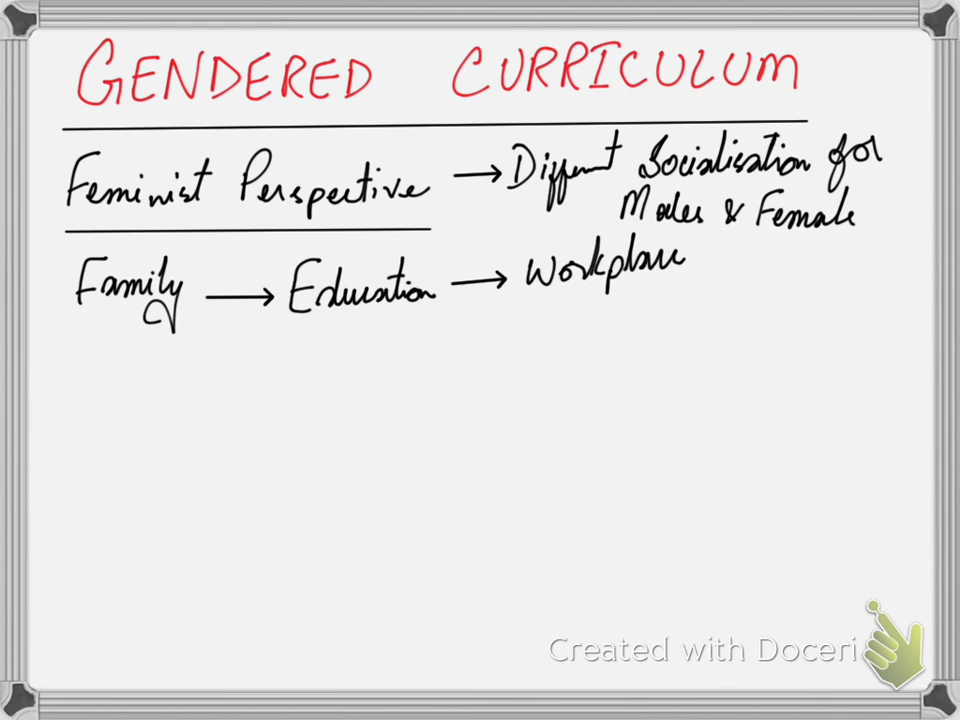 GENDERED CURRICULUM
Feminist Perspective → Different Socialisation for
Males & Female
Family → Education → Workplace
Created with Doceri